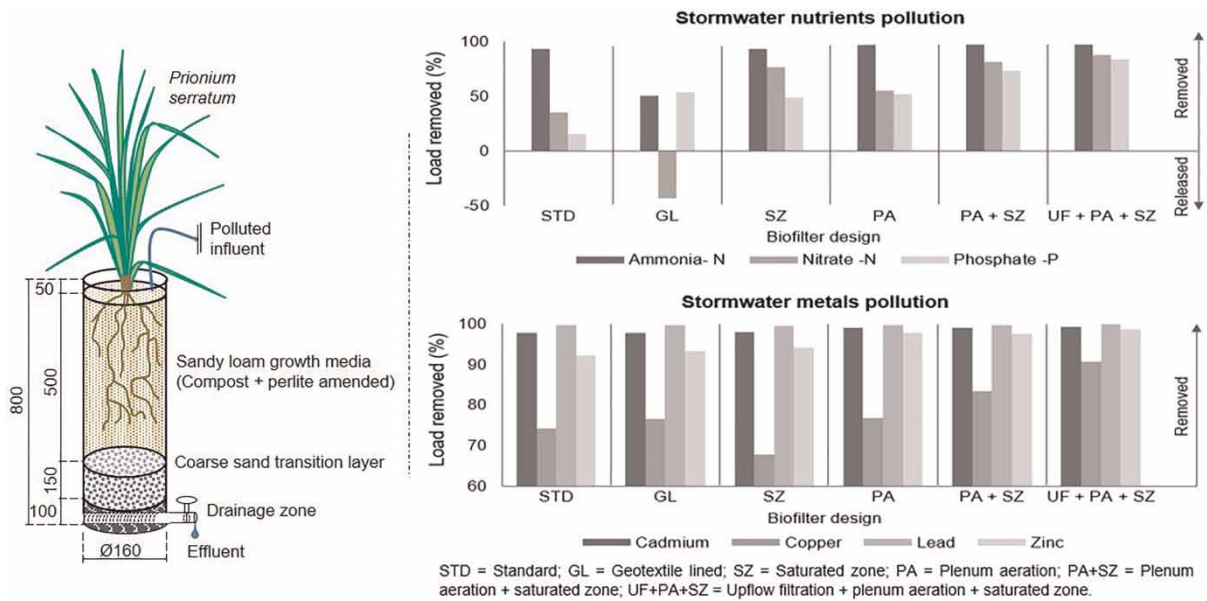 Prionium
serratum
Polluted
influent
50
800
500
Sandy loam growth media
(Compost + perlite amended)
Coarse sand transition layer
150
100
Drainage zone
Effluent
Ø160
Stormwater nutrients pollution
Load removed (%)
100
50
0
-50
STD GL SZ PA PA + SZ UF + PA + SZ
Biofilter design
Ammonia- N Nitrate -N Phosphate -P
Removed
Released
Stormwater metals pollution
Load removed (%)
100
90
80
70
60
STD GL SZ PA PA + SZ UF + PA + SZ
Biofilter design
Cadmium Copper Lead Zinc
Removed
STD = Standard; GL = Geotextile lined; SZ = Saturated zone; PA = Plenum aeration; PA+SZ = Plenum
aeration + saturated zone; UF+PA+SZ = Upflow filtration + plenum aeration + saturated zone.